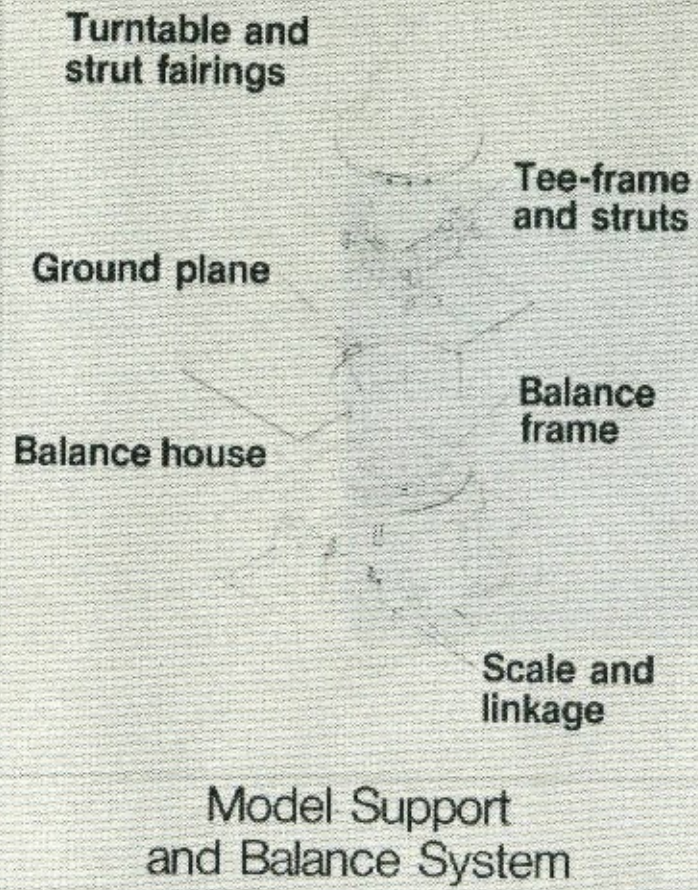 Turntable and
strut fairings
Tee-frame
and struts
Ground plane
Balance
frame
Balance house
Scale and
linkage
Model Support
and Balance System